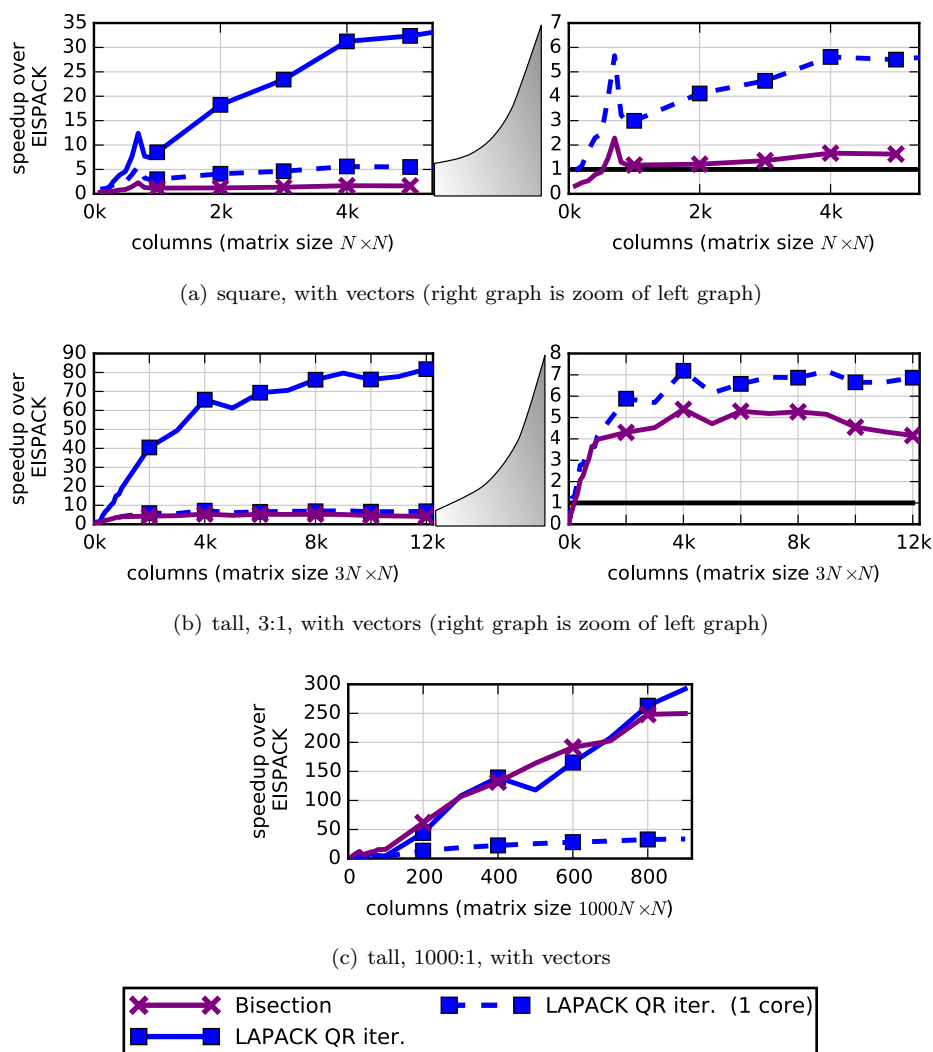 35
30
25
20
15
10
5
0
speedup over
EISPACK
0k 2k 4k
columns (matrix size N×N)
7
6
5
4
3
2
1
0
0k 2k 4k
columns (matrix size N×N)
(a) square, with vectors (right graph is zoom of left graph)
90
80
70
60
50
40
30
20
10
0
speedup over
EISPACK
0k 4k 8k 12k
columns (matrix size 3N×N)
8
7
6
5
4
3
2
1
0
0k 4k 8k 12k
columns (matrix size 3N×N)
(b) tall, 3:1, with vectors (right graph is zoom of left graph)
300
250
200
150
100
50
0
speedup over
EISPACK
0 200 400 600 800
columns (matrix size 1000N×N)
(c) tall, 1000:1, with vectors
Bisection
LAPACK QR iter. (1 core)
LAPACK QR iter.